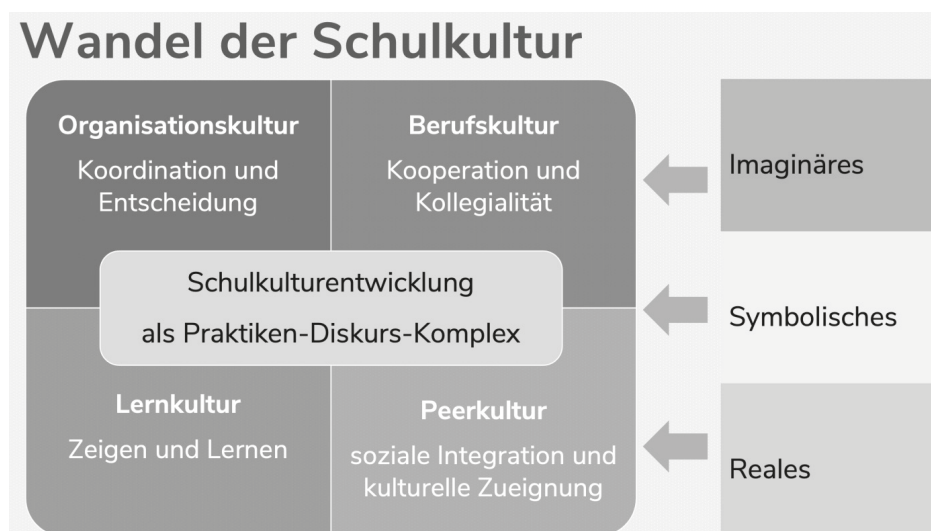 Wandel der Schulkultur
Organisationskultur
Koordination und
Entscheidung
Berufskultur
Kooperation und
Kollegialität
Schulkulturentwicklung
als Praktiken-Diskurs-Komplex
Lernkultur
Zeigen und Lernen
Peerkultur
soziale Integration und
kulturelle Zueignung
Imaginäres
Symbolisches
Reales